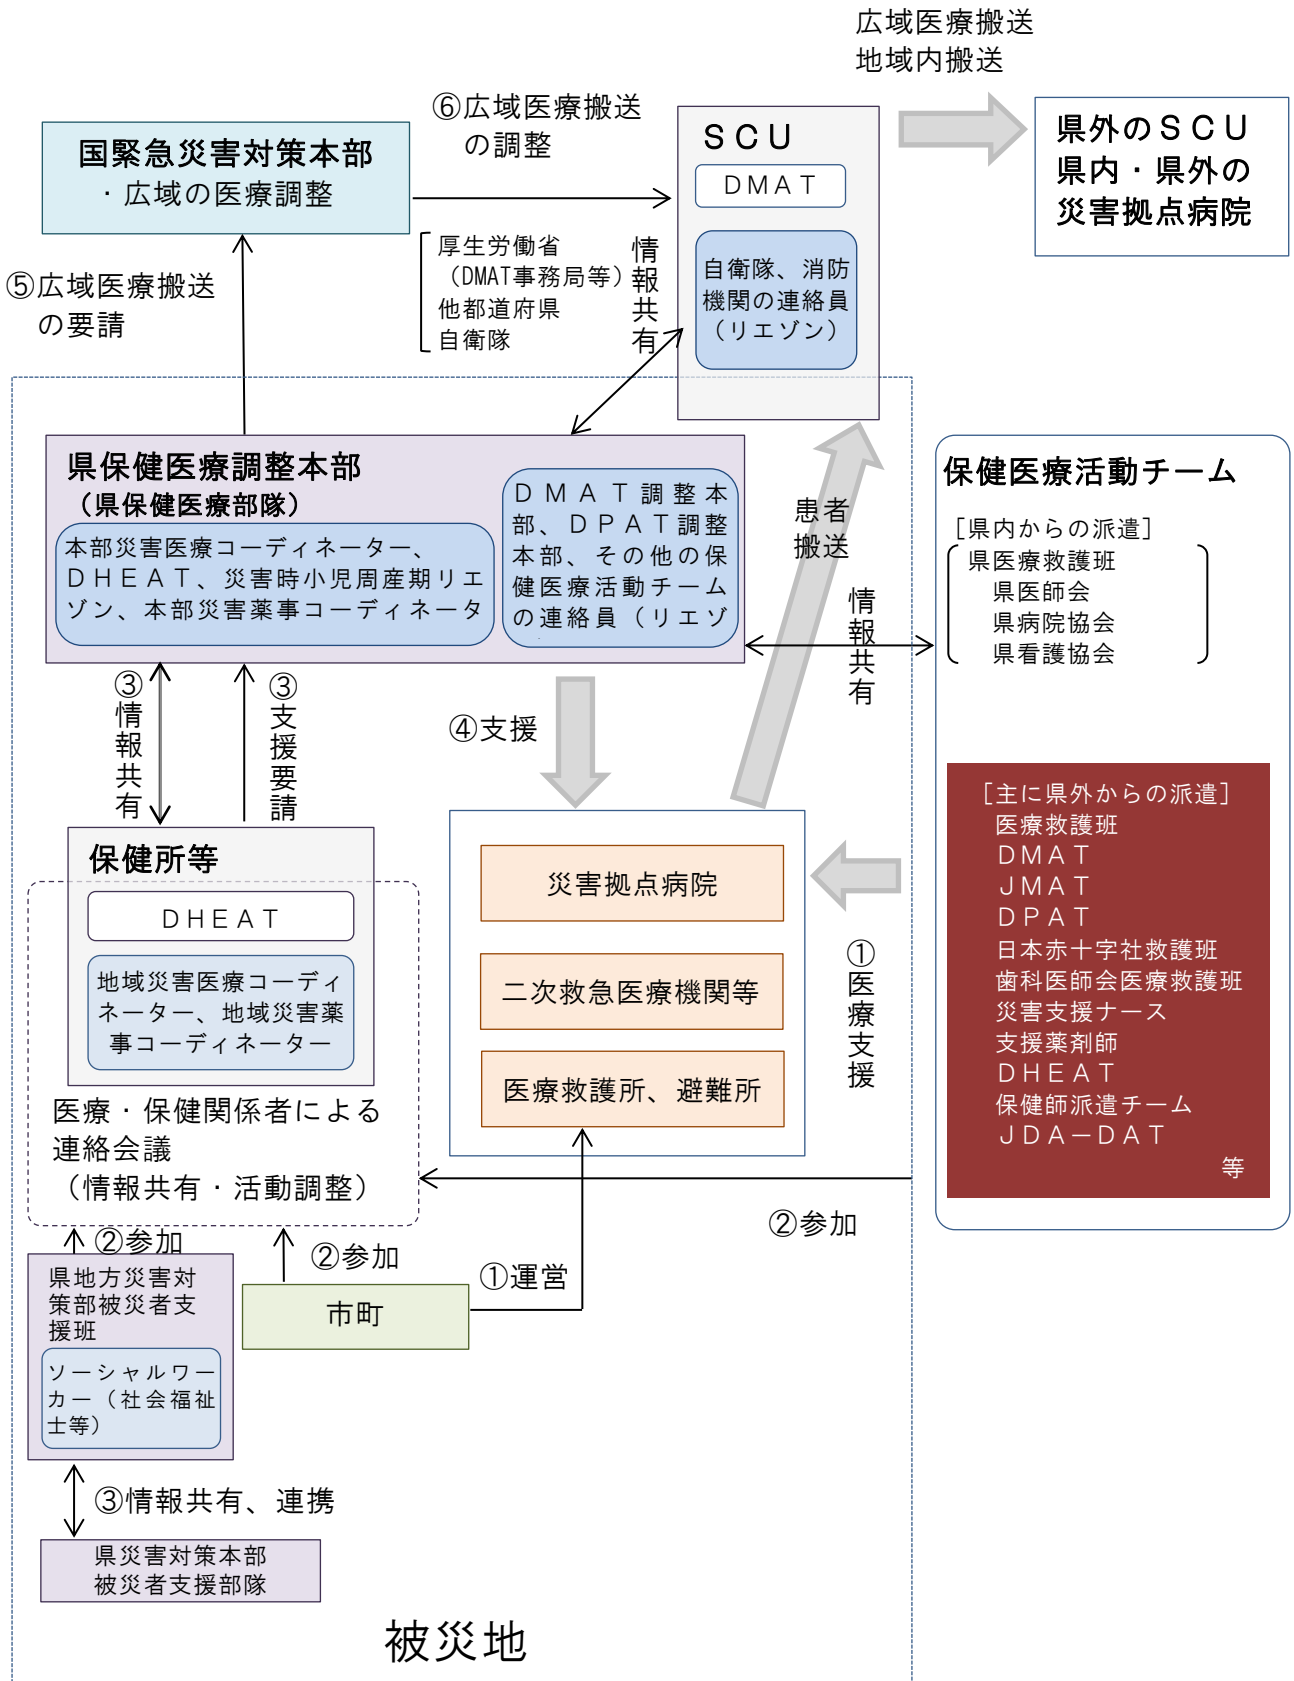 広域医療搬送
地域内搬送
⑥広域医療搬送
の調整
国緊急災害対策本部
・広域の医療調整
ＳＣＵ
ＤＭＡＴ
自衛隊、消防
機関の連絡員
（リエゾン）
県外のＳＣＵ
県内・県外の
災害拠点病院
厚生労働省
（DMAT事務局等）
他都道府県
自衛隊
情報共有
⑤広域医療搬送
の要請
県保健医療調整本部
（県保健医療部隊）
本部災害医療コーディネーター、
ＤＨＥＡＴ、災害時小児周産期リエ
ゾン、本部災害薬事コーディネータ
ＤＭＡＴ調整本
部、ＤＰＡＴ調整
本部、その他の保
健医療活動チーム
の連絡員（リエゾ
患者
搬送
情報共有
保健医療活動チーム
［県内からの派遣］
県医療救護班
県医師会
県病院協会
県看護協会
［主に県外からの派遣］
医療救護班
ＤＭＡＴ
ＪＭＡＴ
ＤＰＡＴ
日本赤十字社救護班
歯科医師会医療救護班
災害支援ナース
支援薬剤師
ＤＨＥＡＴ
保健師派遣チーム
ＪＤＡ－ＤＡＴ
等
③情報共有
③支援要請
④支援
保健所等
ＤＨＥＡＴ
地域災害医療コーディ
ネーター、地域災害薬
事コーディネーター
医療・保健関係者による
連絡会議
（情報共有・活動調整）
災害拠点病院
二次救急医療機関等
医療救護所、避難所
①医療支援
②参加
②参加
②参加
①運営
県地方災害対
策部被災者支
援班
ソーシャルワー
カー（社会福祉
士等）
市町
③情報共有、連携
県災害対策本部
被災者支援部隊
被災地